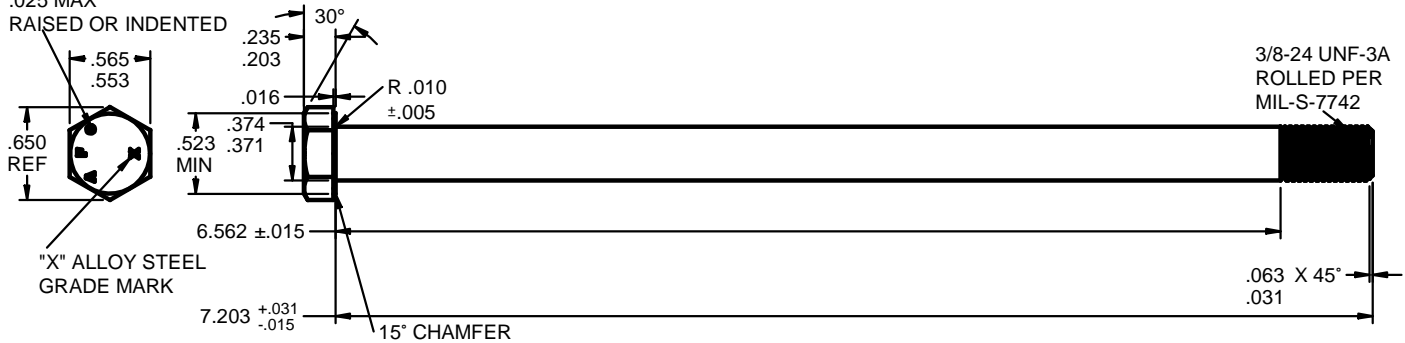 .025 MAX
RAISED OR INDENTED
.565
.553
.650
REF
"X" ALLOY STEEL
GRADE MARK
30°
.235
.203
.016
R .010
±.005
.374
.371
.523
MIN
6.562 ±.015
7.203 +.031
-.015
15° CHAMFER
3/8-24 UNF-3A
ROLLED PER
MIL-S-7742
.063 X 45°
.031
X